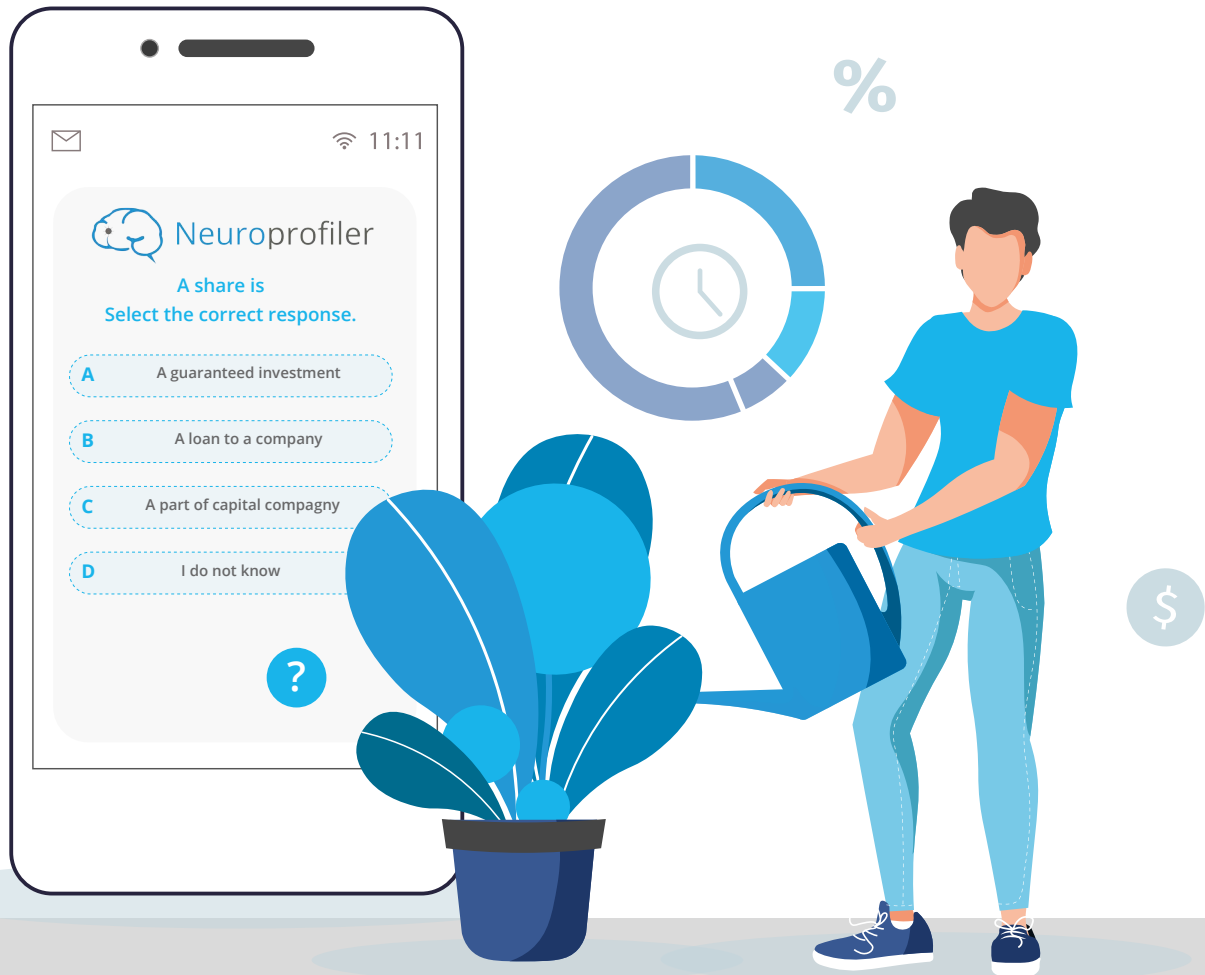 %
11:11
Neuroprofiler
A share is
Select the correct response.
A A guaranteed investment
B A loan to a company
C A part of capital compagny
D I do not know
?
$